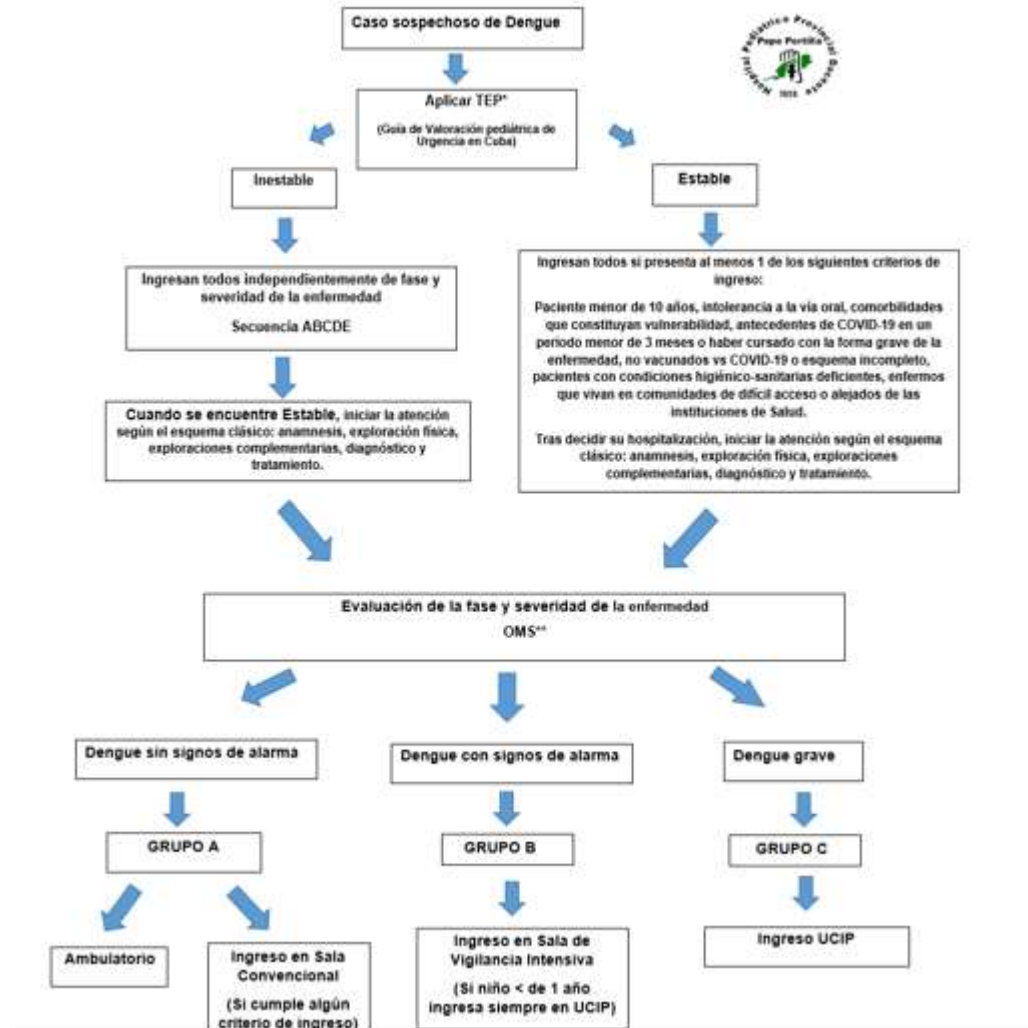 Caso sospechoso de Dengue
Hospital Pediátrico Provincial Docente
Pepe Portilla
Aplicar TEP*
(Guía de Valoración pediátrica de
Urgencia en Cuba)
Inestable
Estable
Ingresan todos independientemente de fase y
severidad de la enfermedad
Secuencia ABCDE
Ingresan todos si presenta al menos 1 de los siguientes criterios de
ingreso:
Paciente menor de 10 años, intolerancia a la vía oral, comorbilidades
que constituyan vulnerabilidad, antecedentes de COVID-19 en un
periodo menor de 3 meses o haber cursado con la forma grave de la
enfermedad, no vacunados vs COVID-19 o esquema incompleto,
pacientes con condiciones higiénico-sanitarias deficientes, enfermos
que vivan en comunidades de difícil acceso o alejados de las
instituciones de Salud.
Tras decidir su hospitalización, iniciar la atención según el esquema
clásico: anamnesis, exploración física, exploraciones
complementarias, diagnóstico y tratamiento.
Cuando se encuentre Estable, iniciar la atención
según el esquema clásico: anamnesis, exploración física,
exploraciones complementarias, diagnóstico y
tratamiento.
Evaluación de la fase y severidad de la enfermedad
OMS**
Dengue sin signos de alarma
Dengue con signos de alarma
Dengue grave
GRUPO A
GRUPO B
GRUPO C
Ambulatorio
Ingreso en Sala
Convencional
(Si cumple algún
criterio de ingreso)
Ingreso en Sala de
Vigilancia Intensiva
(Si niño < de 1 año
ingresa siempre en UCIP)
Ingreso UCIP